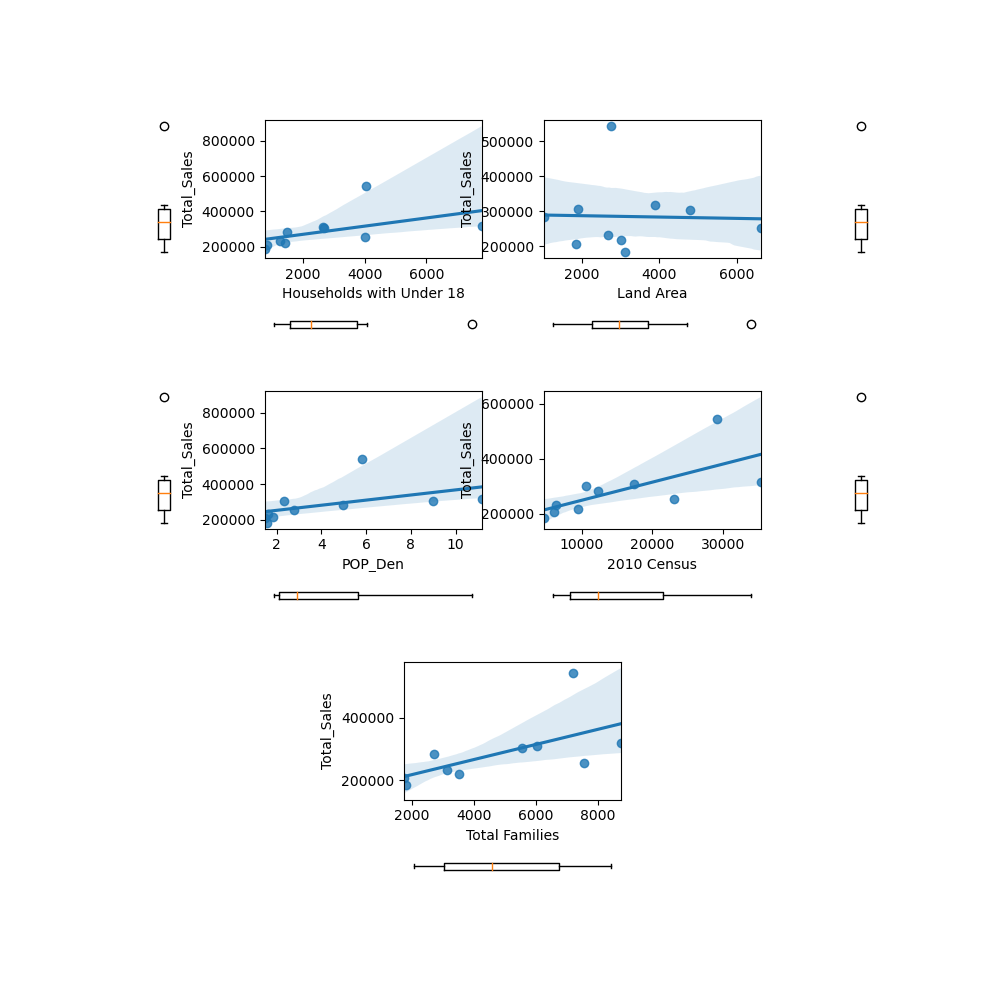 Total_Sales
800000
600000
400000
200000
2000 4000 6000
Households with Under 18
Total_Sales
500000
400000
300000
200000
2000 4000 6000
Land Area
Total_Sales
800000
600000
400000
200000
2 4 6 8 10
POP_Den
Total_Sales
600000
400000
200000
10000 20000 30000
2010 Census
Total_Sales
400000
200000
2000 4000 6000 8000
Total Families